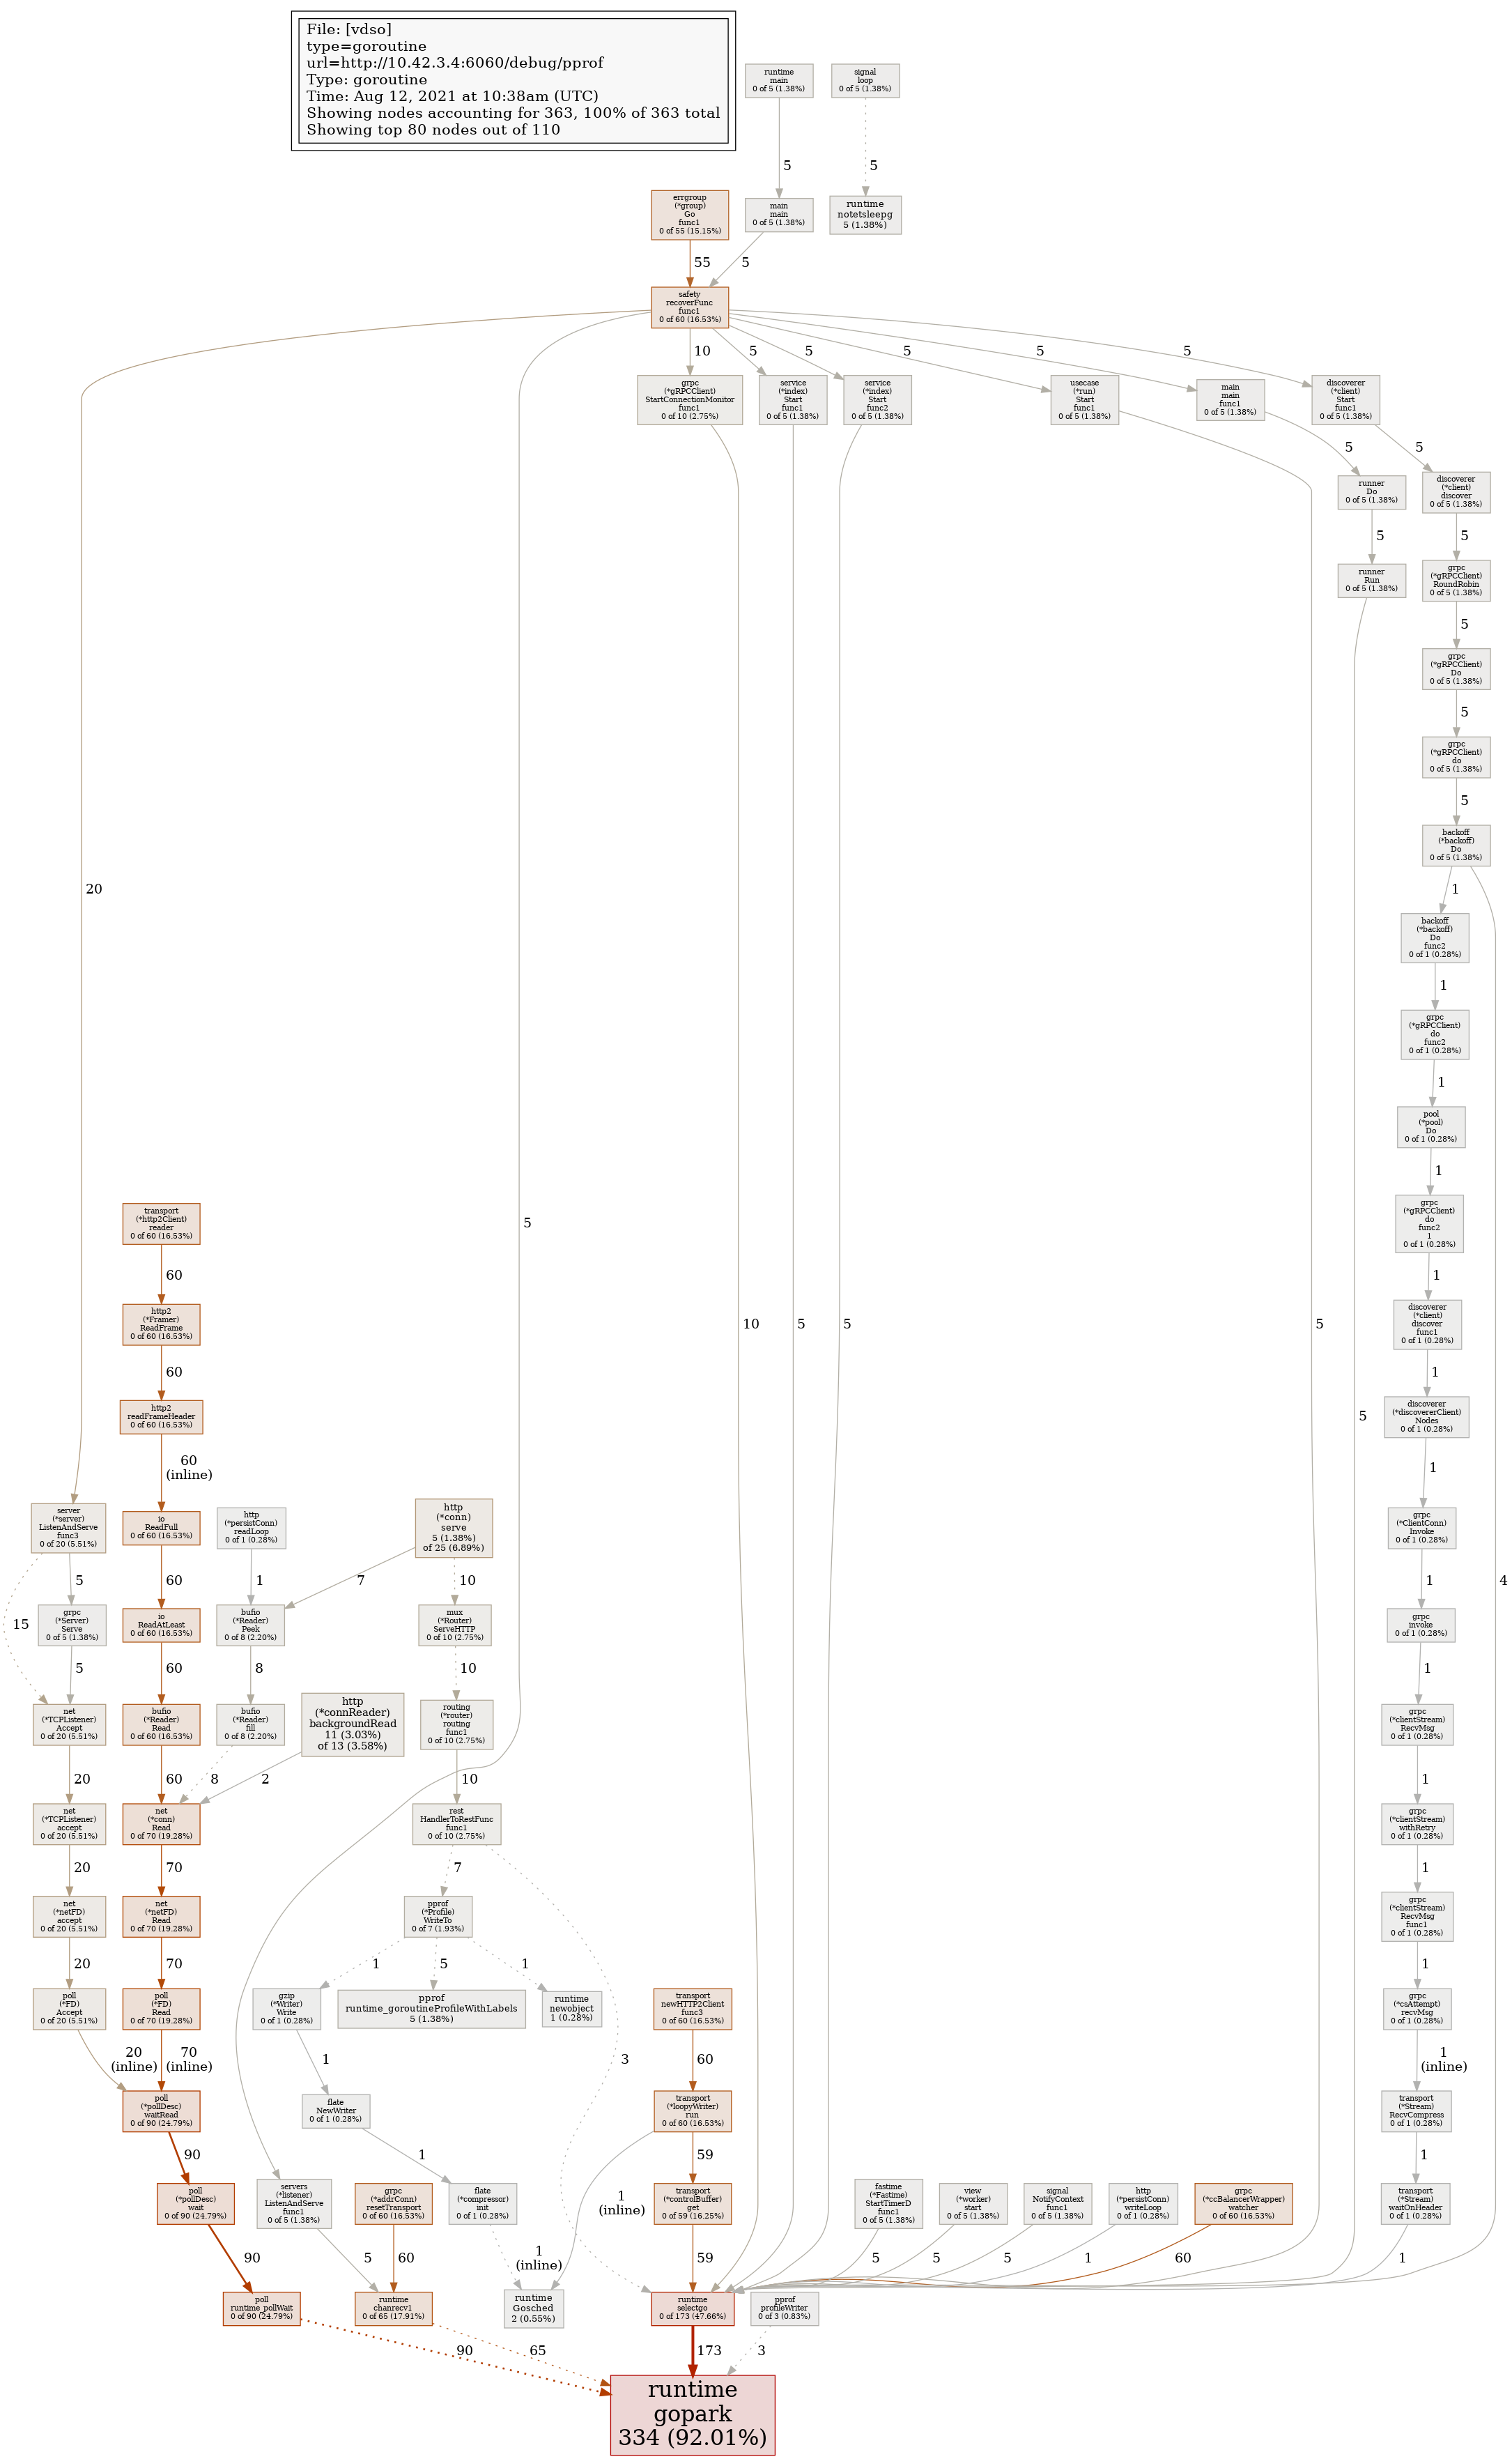 File: [vdso]
type=goroutine
url=http://10.42.3.4:6060/debug/pprof
Type: goroutine
Time: Aug 12, 2021 at 10:38am (UTC)
Showing nodes accounting for 363, 100% of 363 total
Showing top 80 nodes out of 110
runtime
main
0 of 5 (1.38%)
signal
loop
0 of 5 (1.38%)
5
5
errgroup
(*group)
Go
func1
0 of 55 (15.15%)
main
main
0 of 5 (1.38%)
runtime
notetsleepg
5 (1.38%)
55
5
safety
recoverFunc
func1
0 of 60 (16.53%)
10
5
5
5
5
5
grpc
(*gRPCClient)
StartConnectionMonitor
func1
0 of 10 (2.75%)
service
(*index)
Start
func1
0 of 5 (1.38%)
service
(*index)
Start
func2
0 of 5 (1.38%)
usecase
(*run)
Start
func1
0 of 5 (1.38%)
main
main
func1
0 of 5 (1.38%)
discoverer
(*client)
Start
func1
0 of 5 (1.38%)
5
5
runner
Do
0 of 5 (1.38%)
discoverer
(*client)
discover
0 of 5 (1.38%)
5
5
runner
Run
0 of 5 (1.38%)
grpc
(*gRPCClient)
RoundRobin
0 of 5 (1.38%)
5
grpc
(*gRPCClient)
Do
0 of 5 (1.38%)
5
grpc
(*gRPCClient)
do
0 of 5 (1.38%)
5
backoff
(*backoff)
Do
0 of 5 (1.38%)
20
1
backoff
(*backoff)
Do
func2
0 of 1 (0.28%)
1
grpc
(*gRPCClient)
do
func2
0 of 1 (0.28%)
1
pool
(*pool)
Do
0 of 1 (0.28%)
1
transport
(*http2Client)
reader
0 of 60 (16.53%)
5
grpc
(*gRPCClient)
do
func2
1
0 of 1 (0.28%)
60
1
http2
(*Framer)
ReadFrame
0 of 60 (16.53%)
10
5
5
5
discoverer
(*client)
discover
func1
0 of 1 (0.28%)
60
1
http2
readFrameHeader
0 of 60 (16.53%)
5
discoverer
(*discovererClient)
Nodes
0 of 1 (0.28%)
60
(inline)
1
server
(*server)
ListenAndServe
func3
0 of 20 (5.51%)
io
ReadFull
0 of 60 (16.53%)
http
(*persistConn)
readLoop
0 of 1 (0.28%)
http
(*conn)
serve
5 (1.38%)
of 25 (6.89%)
grpc
(*ClientConn)
Invoke
0 of 1 (0.28%)
5
60
1
7
10
1
4
15
grpc
(*Server)
Serve
0 of 5 (1.38%)
io
ReadAtLeast
0 of 60 (16.53%)
bufio
(*Reader)
Peek
0 of 8 (2.20%)
mux
(*Router)
ServeHTTP
0 of 10 (2.75%)
grpc
invoke
0 of 1 (0.28%)
5
60
8
10
1
net
(*TCPListener)
Accept
0 of 20 (5.51%)
bufio
(*Reader)
Read
0 of 60 (16.53%)
bufio
(*Reader)
fill
0 of 8 (2.20%)
http
(*connReader)
backgroundRead
11 (3.03%)
of 13 (3.58%)
routing
(*router)
routing
func1
0 of 10 (2.75%)
grpc
(*clientStream)
RecvMsg
0 of 1 (0.28%)
20
60
8
2
10
1
net
(*TCPListener)
accept
0 of 20 (5.51%)
net
(*conn)
Read
0 of 70 (19.28%)
rest
HandlerToRestFunc
func1
0 of 10 (2.75%)
grpc
(*clientStream)
withRetry
0 of 1 (0.28%)
20
70
7
1
net
(*netFD)
accept
0 of 20 (5.51%)
net
(*netFD)
Read
0 of 70 (19.28%)
pprof
(*Profile)
WriteTo
0 of 7 (1.93%)
grpc
(*clientStream)
RecvMsg
func1
0 of 1 (0.28%)
20
70
1
5
1
1
poll
(*FD)
Accept
0 of 20 (5.51%)
poll
(*FD)
Read
0 of 70 (19.28%)
gzip
(*Writer)
Write
0 of 1 (0.28%)
pprof
runtime_goroutineProfileWithLabels
5 (1.38%)
runtime
newobject
1 (0.28%)
transport
newHTTP2Client
func3
0 of 60 (16.53%)
grpc
(*csAttempt)
recvMsg
0 of 1 (0.28%)
20
(inline)
70
(inline)
1
3
60
1
(inline)
poll
(*pollDesc)
waitRead
0 of 90 (24.79%)
flate
NewWriter
0 of 1 (0.28%)
transport
(*loopyWriter)
run
0 of 60 (16.53%)
transport
(*Stream)
RecvCompress
0 of 1 (0.28%)
90
1
59
1
poll
(*pollDesc)
wait
0 of 90 (24.79%)
servers
(*listener)
ListenAndServe
func1
0 of 5 (1.38%)
grpc
(*addrConn)
resetTransport
0 of 60 (16.53%)
flate
(*compressor)
init
0 of 1 (0.28%)
1
(inline)
transport
(*controlBuffer)
get
0 of 59 (16.25%)
fastime
(*Fastime)
StartTimerD
func1
0 of 5 (1.38%)
view
(*worker)
start
0 of 5 (1.38%)
signal
NotifyContext
func1
0 of 5 (1.38%)
http
(*persistConn)
writeLoop
0 of 1 (0.28%)
grpc
(*ccBalancerWrapper)
watcher
0 of 60 (16.53%)
transport
(*Stream)
waitOnHeader
0 of 1 (0.28%)
90
5
60
1
(inline)
59
5
5
5
1
60
1
poll
runtime_pollWait
0 of 90 (24.79%)
runtime
chanrecv1
0 of 65 (17.91%)
runtime
Gosched
2 (0.55%)
runtime
selectgo
0 of 173 (47.66%)
pprof
profileWriter
0 of 3 (0.83%)
90
65
173
3
runtime
gopark
334 (92.01%)